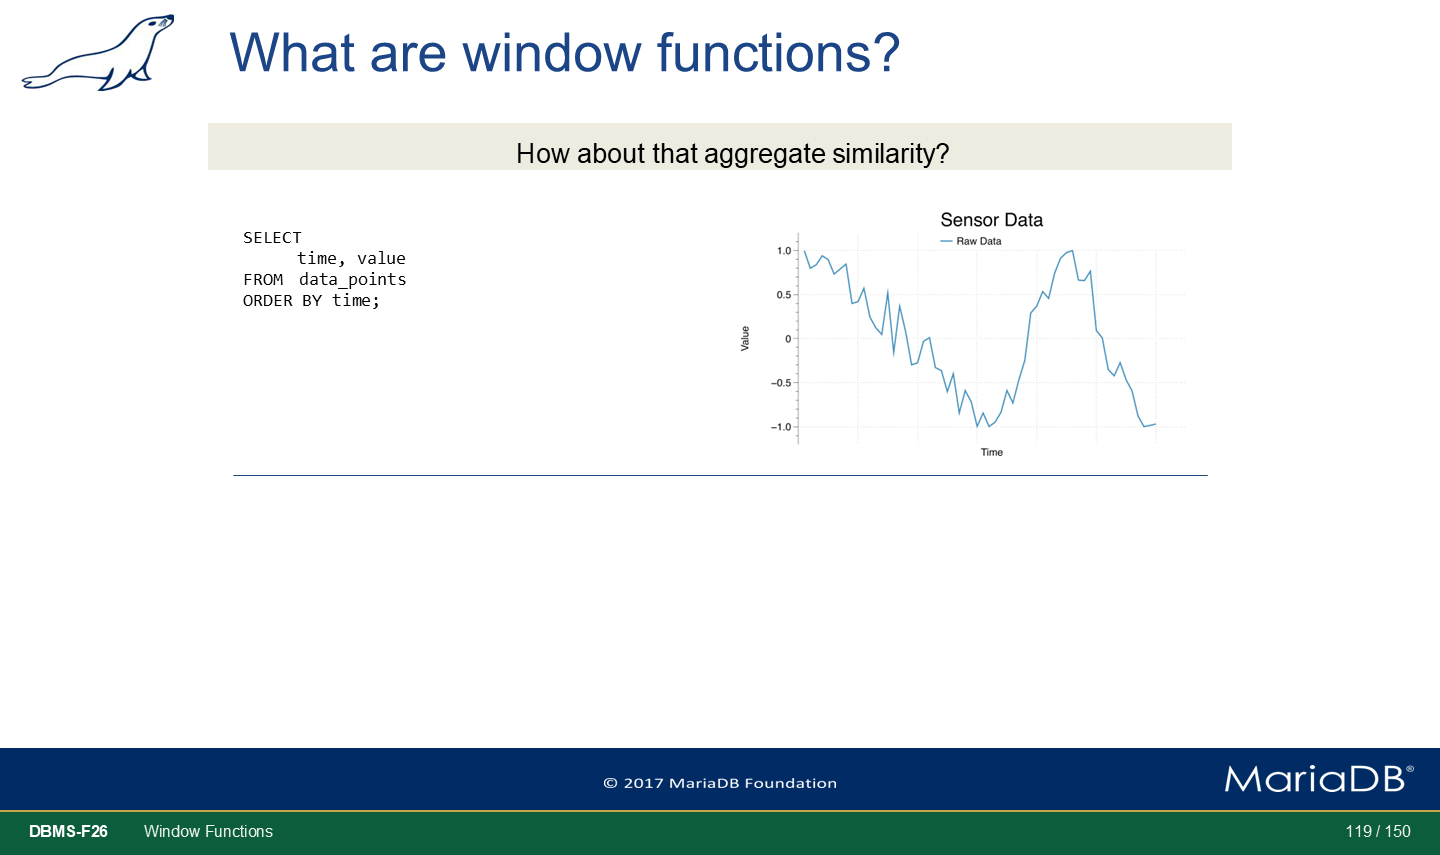 What are window functions?
How about that aggregate similarity?
SELECT
time, value
FROM data_points
ORDER BY time;
Sensor Data
Raw Data
1.0
0.5
0
−0.5
−1.0
Value
Time
© 2017 MariaDB Foundation
MariaDB®
DBMS-F26 Window Functions 119 / 150